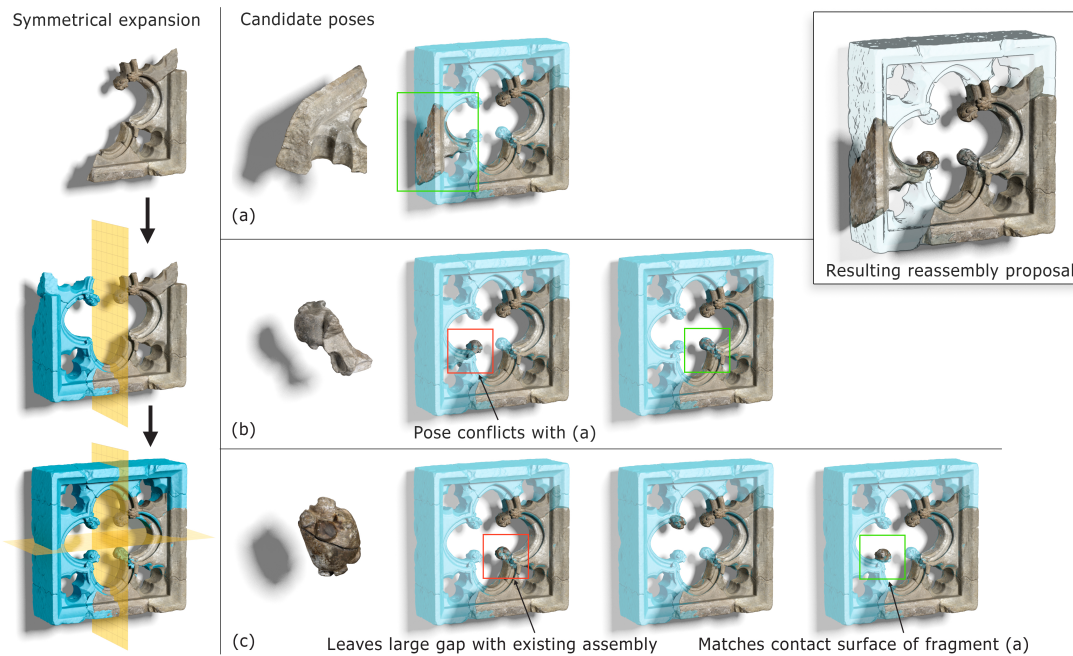 Symmetrical expansion
Candidate poses
(a)
Resulting reassembly proposal
(b)
Pose conflicts with (a)
(c)
Leaves large gap with existing assembly
Matches contact surface of fragment (a)